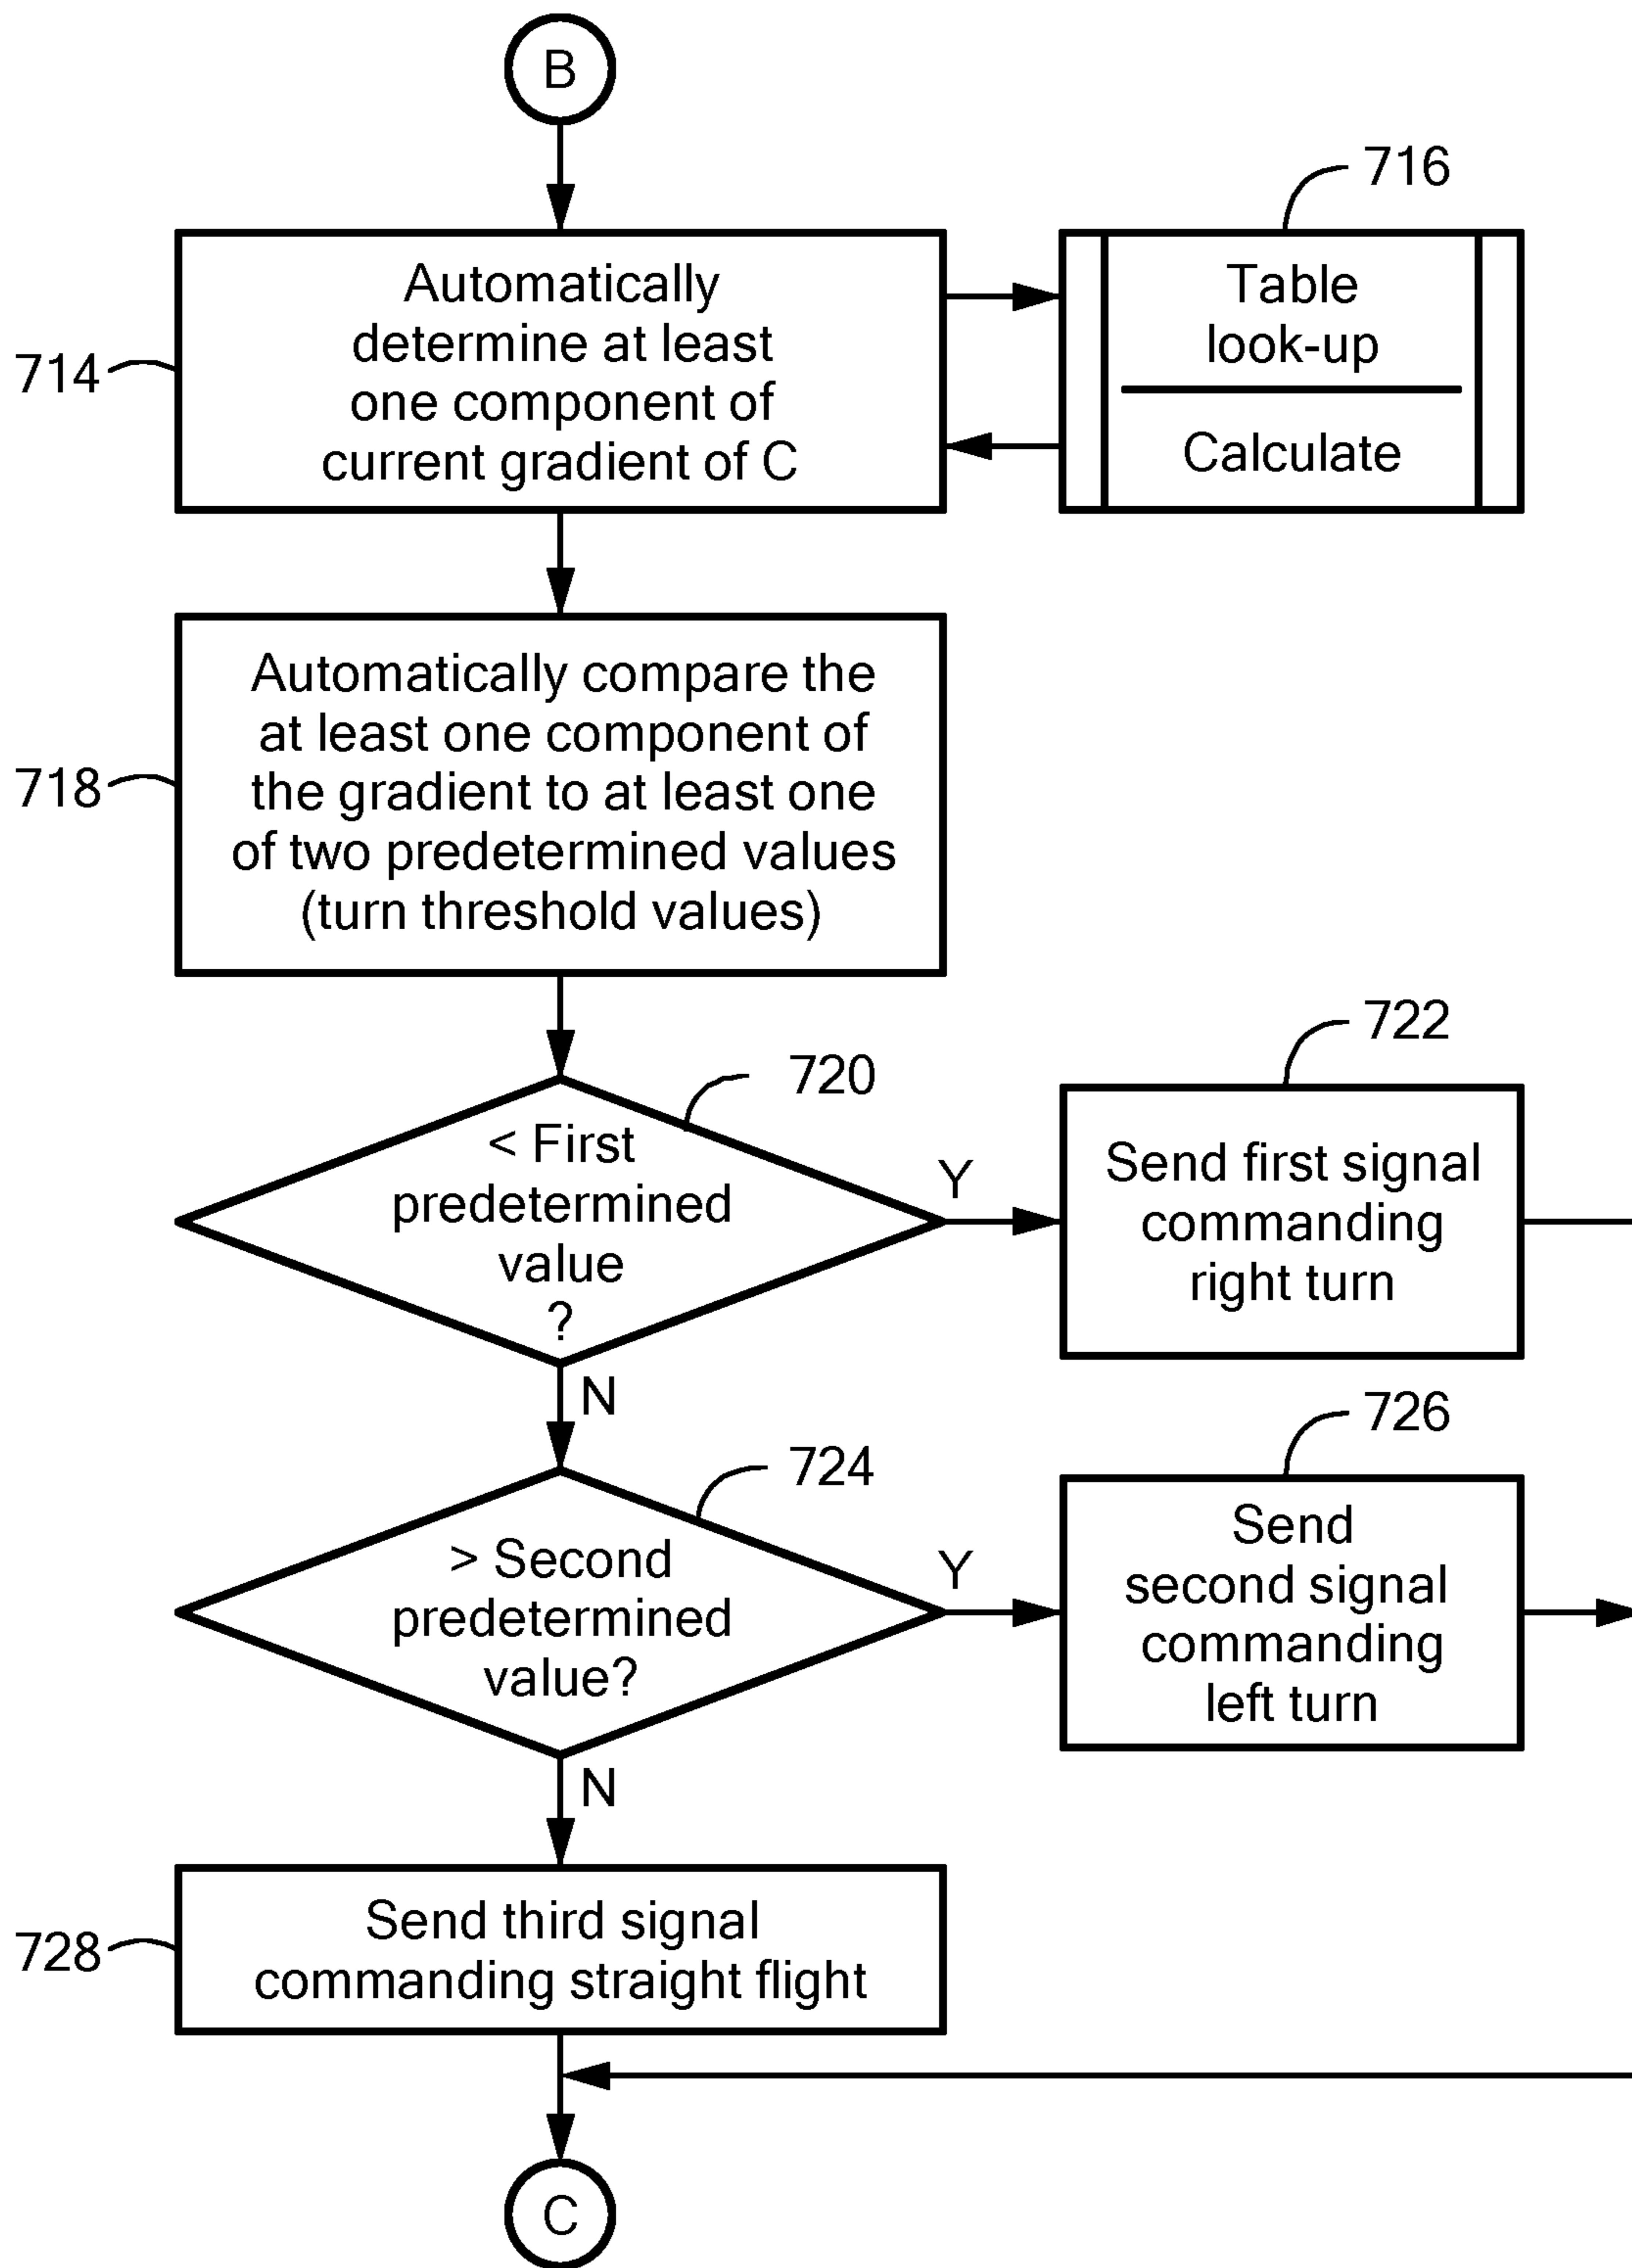 B
716
714
Automatically
determine at least
one component of
current gradient of C
Table
look-up
Calculate
718
Automatically compare the
at least one component of
the gradient to at least one
of two predetermined values
(turn threshold values)
720
< First
predetermined
value
?
Y
N
722
Send first signal
commanding
right turn
724
> Second
predetermined
value?
Y
N
726
Send
second signal
commanding
left turn
728
Send third signal
commanding straight flight
C